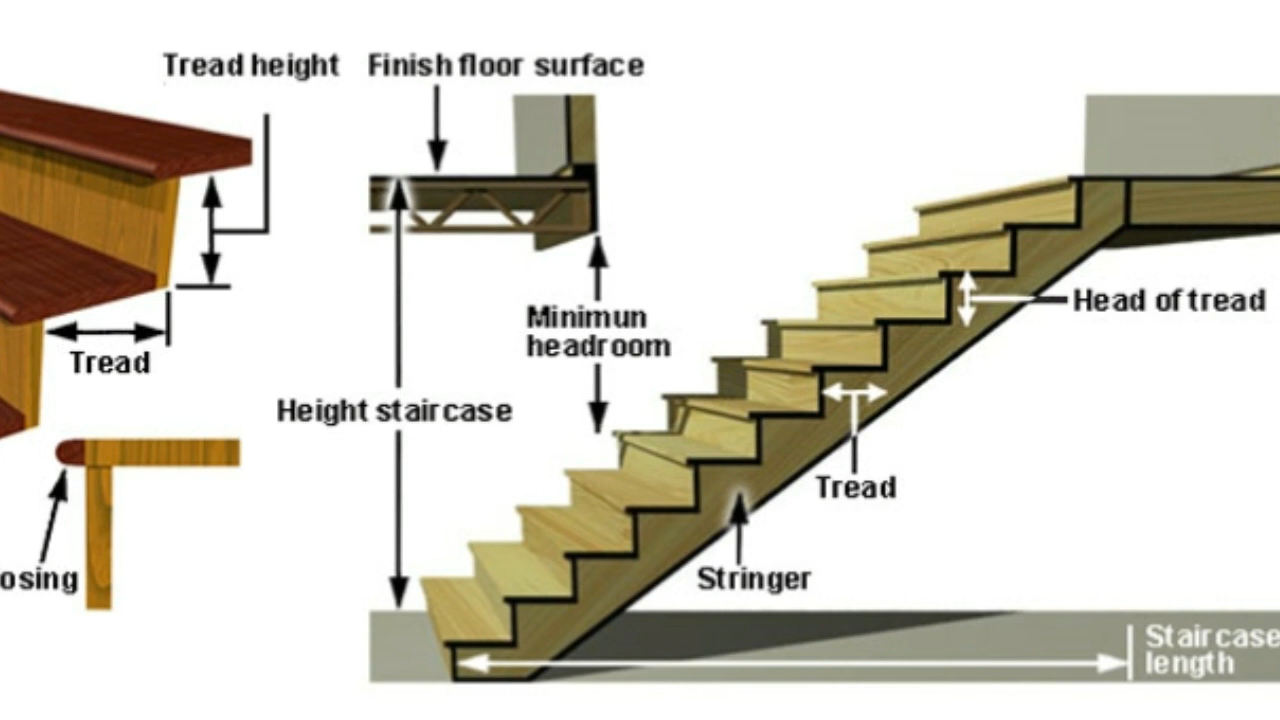 Tread height
Finish floor surface
Tread
Minimun
headroom
Height staircase
Head of tread
Tread
osing
Stringer
Staircase
length